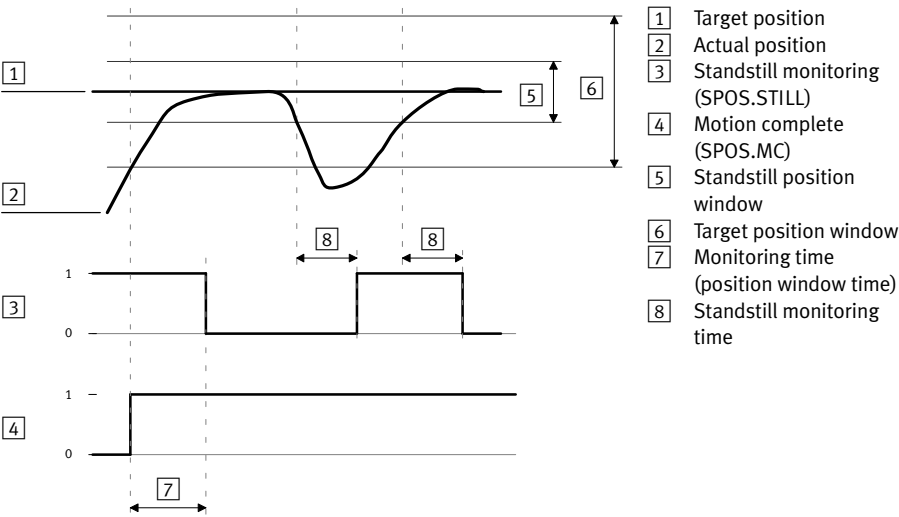 1 Target position
2 Actual position
3 Standstill monitoring
(SPOS.STILL)
4 Motion complete
(SPOS.MC)
5 Standstill position
window
6 Target position window
7 Monitoring time
(position window time)
8 Standstill monitoring
time
1
5
6
2
8
8
1
3
0
1
4
0
7